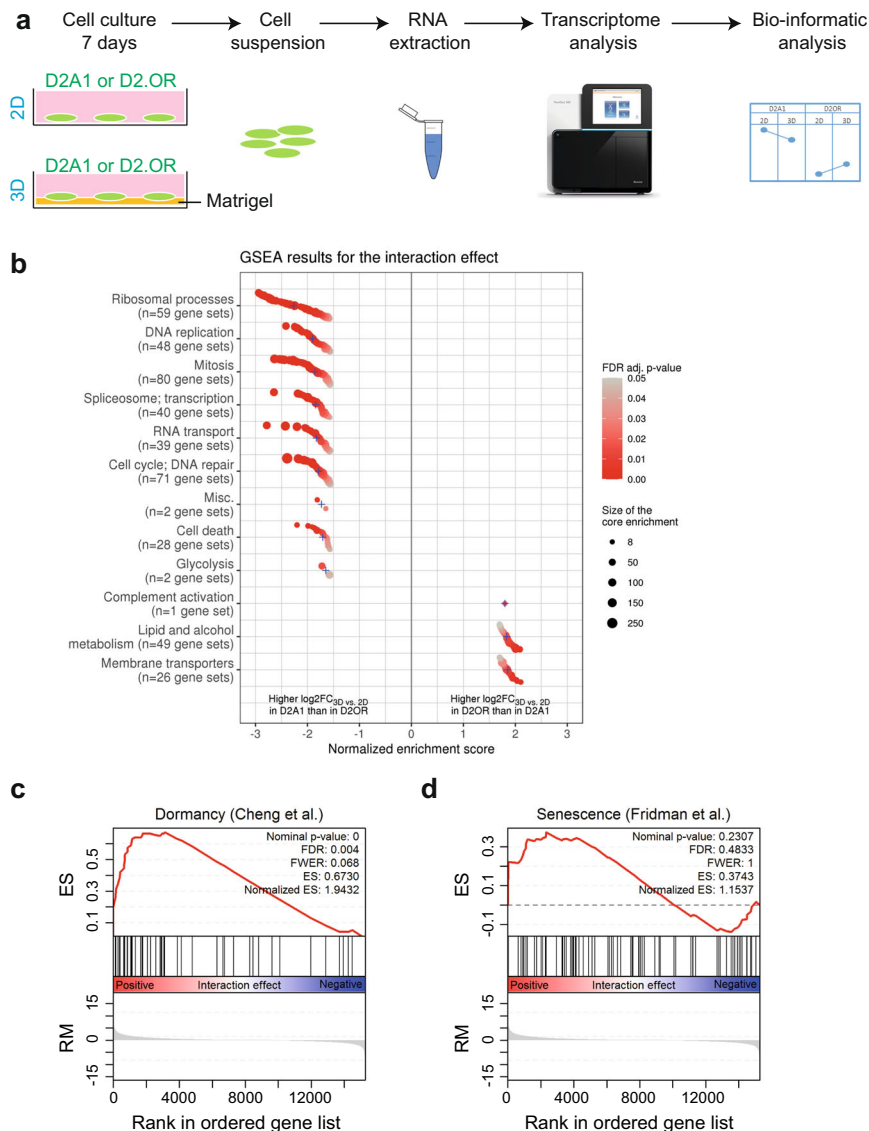 a
Cell culture
7 days
Cell
suspension
RNA
extraction
Transcriptome
analysis
Bio-informatic
analysis
2D
D2A1 or D2.OR
3D
D2A1 or D2.OR
Matrigel
D2A1 D2OR
2D 3D 2D 3D
b
GSEA results for the interaction effect
Ribosomal processes
(n=59 gene sets)
DNA replication
(n=48 gene sets)
Mitosis
(n=80 gene sets)
Spliceosome; transcription
(n=40 gene sets)
RNA transport
(n=39 gene sets)
Cell cycle; DNA repair
(n=71 gene sets)
Misc.
(n=2 gene sets)
Cell death
(n=28 gene sets)
Glycolysis
(n=2 gene sets)
Complement activation
(n=1 gene set)
Lipid and alcohol
metabolism (n=49 gene sets)
Membrane transporters
(n=26 gene sets)
Higher log2FC3D vs. 2D
in D2A1 than in D2OR
Higher log2FC3D vs. 2D
in D2OR than in D2A1
-3 -2 -1 0 1 2 3
Normalized enrichment score
FDR adj. p-value
0.05
0.04
0.03
0.02
0.01
0.00
Size of the
core enrichment
8
50
100
150
250
c
Dormancy (Cheng et al.)
Nominal p-value: 0
FDR: 0.004
FWER: 0.068
ES: 0.6730
Normalized ES: 1.9432
ES
0.5
0.3
0.1
Positive Interaction effect Negative
RM
15
0
-15
0 4000 8000 12000
Rank in ordered gene list
d
Senescence (Fridman et al.)
Nominal p-value: 0.2307
FDR: 0.4833
FWER: 1
ES: 0.3743
Normalized ES: 1.1537
ES
0.3
0.1
-0.1
Positive Interaction effect Negative
RM
15
0
-15
0 4000 8000 12000
Rank in ordered gene list